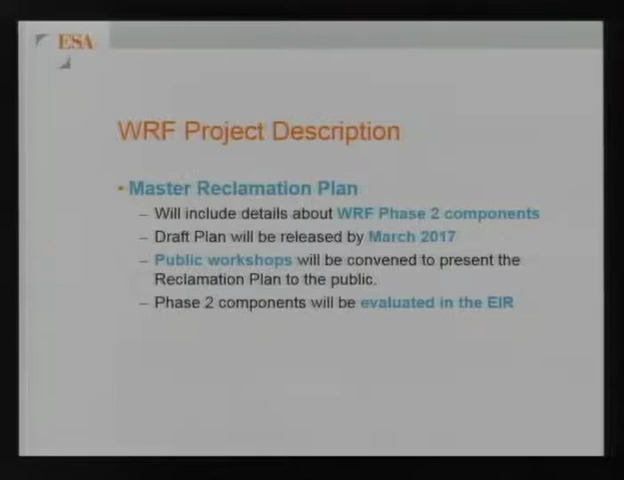 ESA
WRF Project Description
• Master Reclamation Plan
– Will include details about WRF Phase 2 components
– Draft Plan will be released by March 2017
– Public workshops will be convened to present the
Reclamation Plan to the public.
– Phase 2 components will be evaluated in the EIR